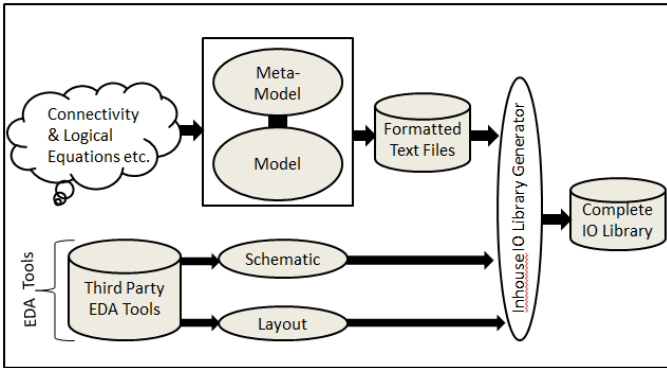 Meta-
Model
Model
Connectivity
& Logical
Equations etc.
Formatted
Text Files
Inhouse IO Library Generator
Complete
IO Library
EDA Tools
Third Party
EDA Tools
Schematic
Layout